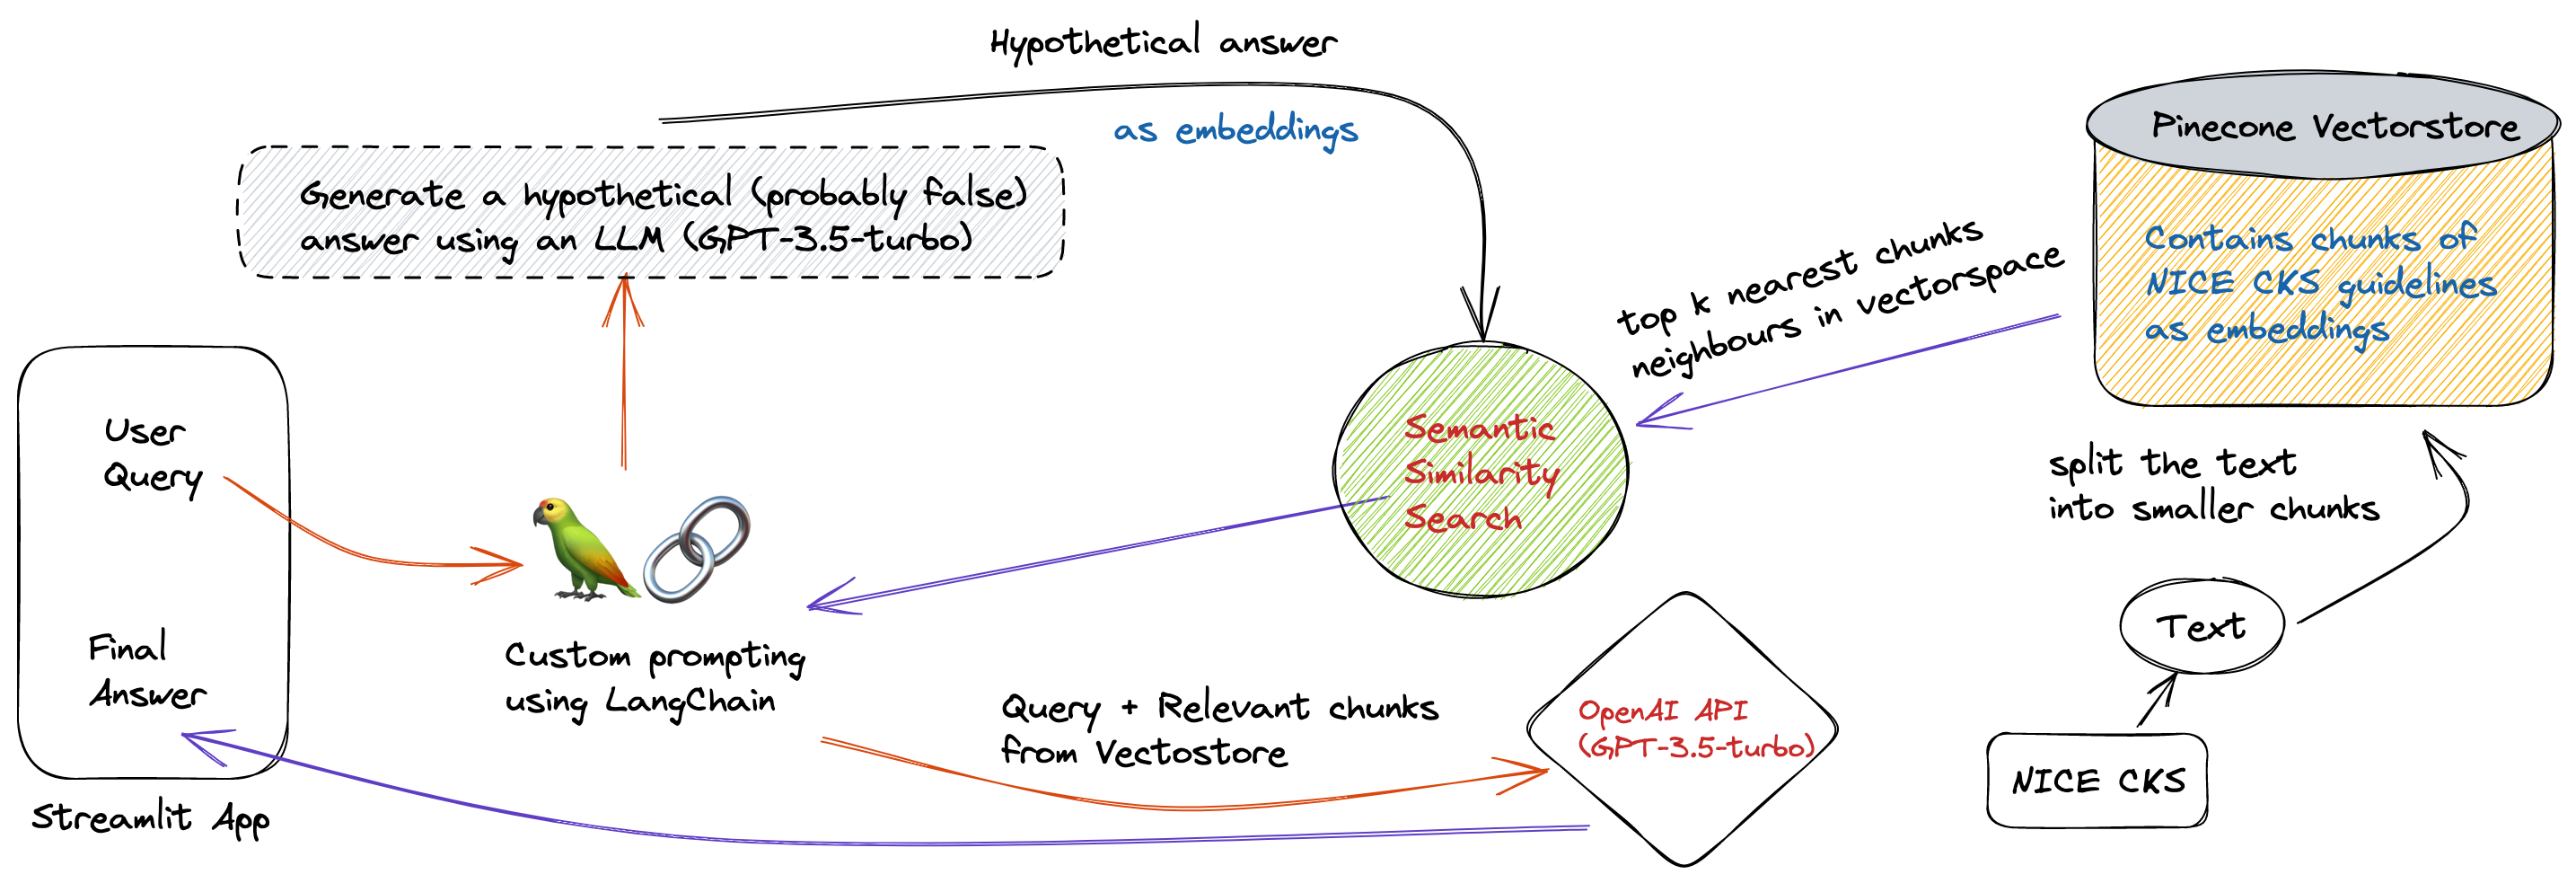 Hypothetical answer
as embeddings
Generate a hypothetical (probably false)
answer using an LLM (GPT-3.5-turbo)
Pinecone Vectorstore
Contains chunks of
NICE CKS guidelines
as embeddings
top k nearest chunks
neighbours in vectorspace
User
Query
Final
Answer
Streamlit App
Custom prompting
using LangChain
Semantic
Similarity
Search
split the text
into smaller chunks
Text
NICE CKS
Query + Relevant chunks
from Vectostore
OpenAI API
(GPT-3.5-turbo)